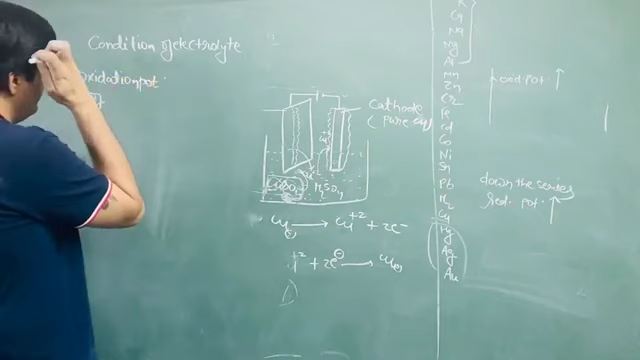 Condition of electrolyte
oxidation pot.
Cathode
(pure Cu)
CuSO4
H2SO4
Cu → Cu+2 + 2e-
+2 + 2e → Cu(s)
K
Ca
Na
Mg
Al
Mn
Zn
Cr
Fe
Cd
Co
Ni
Sn
Pb
H2
Cu
Hg
Ag
Au
oxid pot ↑
down the series
Red. pot. ↑